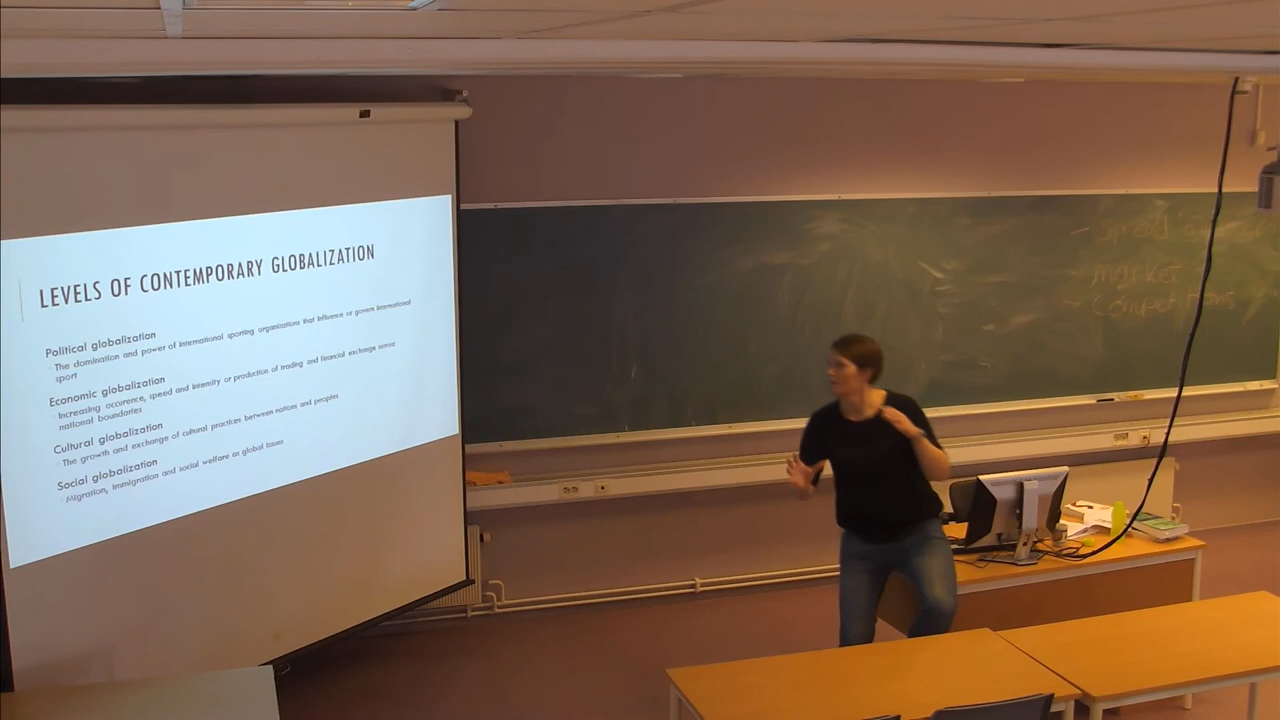 LEVELS OF CONTEMPORARY GLOBALIZATION
Political globalization
The domination and power of international sporting organizations that influence or govern international
sport
Economic globalization
Increasing occurence, speed and intensity or production of trading and financial exchange across
national boundaries
Cultural globalization
The growth and exchange of cultural practices between nations and peoples
Social globalization
Migration, immigration and social welfare as global issues
- market